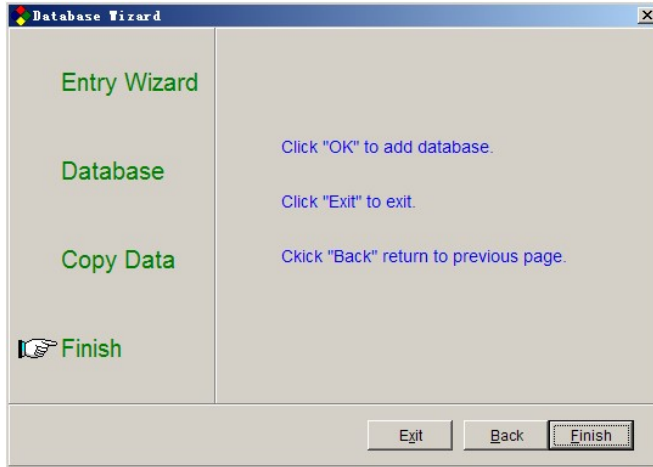 Database Wizard
Entry Wizard
Database
Copy Data
Finish
Click "OK" to add database.
Click "Exit" to exit.
Ckick "Back" return to previous page.
Exit
Back
Finish